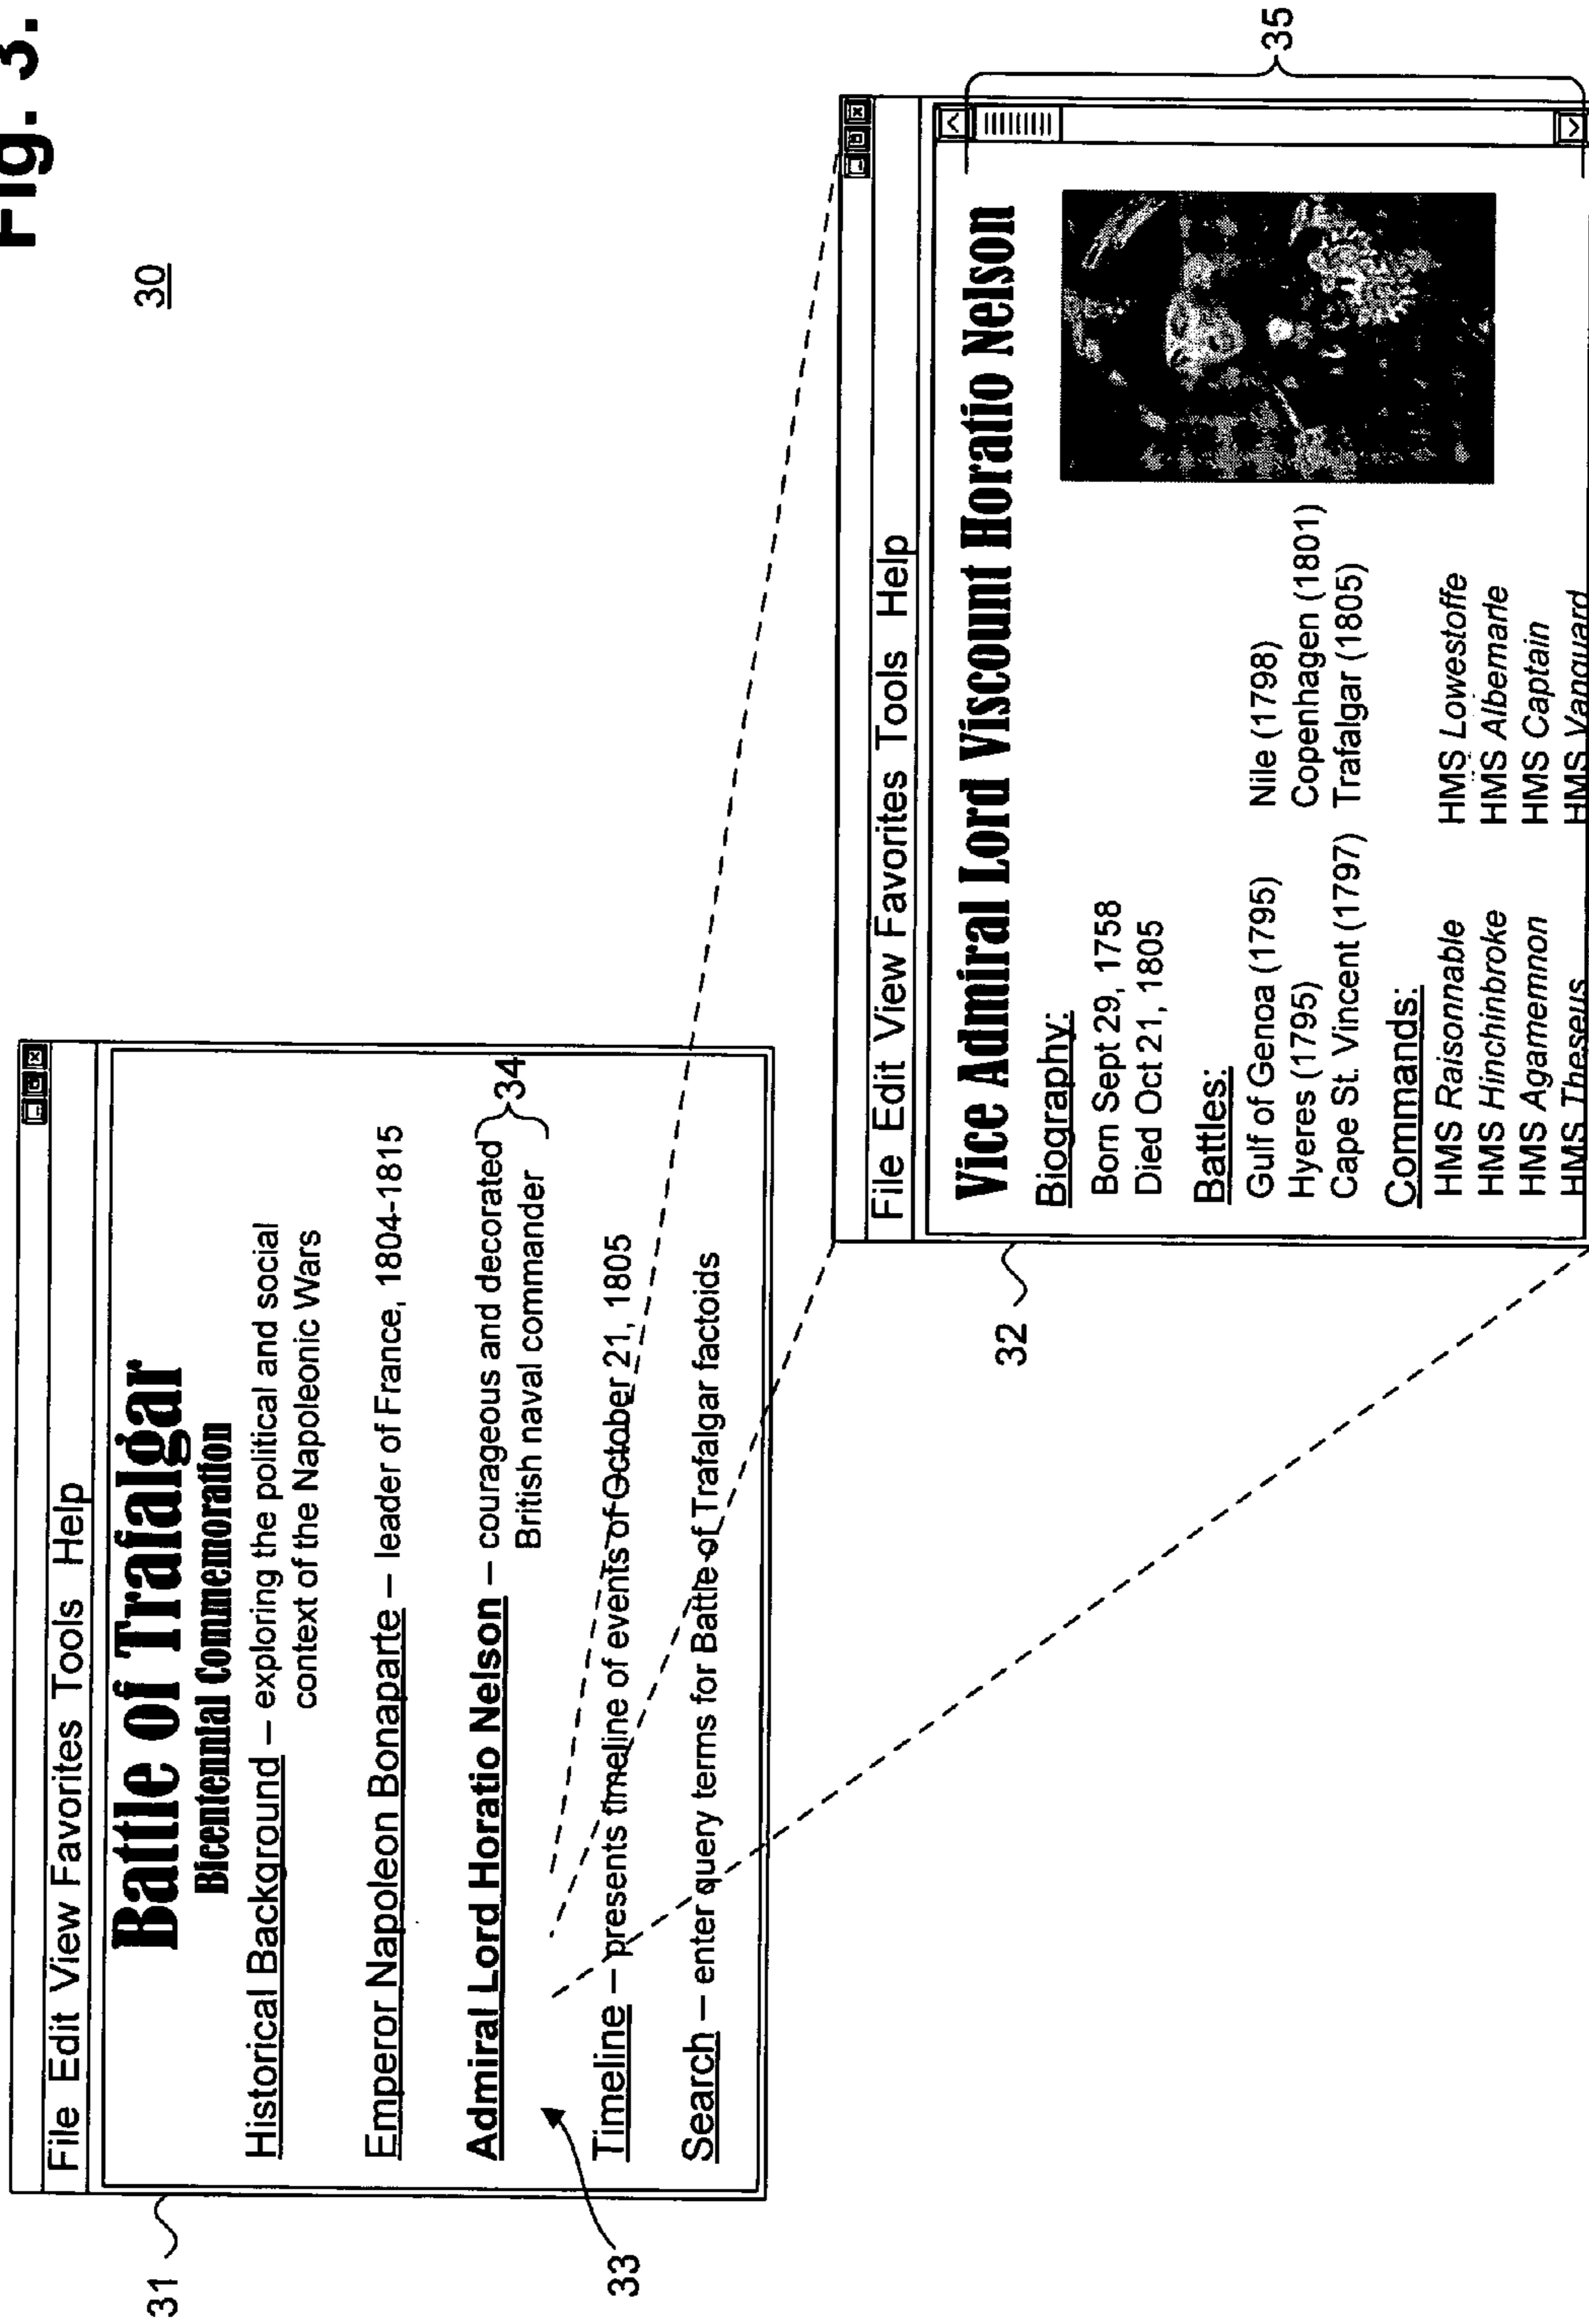 Fig. 3.
30
31
File Edit View Favorites Tools Help
Battle of Trafalgar
Bicentennial Commemoration
Historical Background – exploring the political and social
context of the Napoleonic Wars
Emperor Napoleon Bonaparte – leader of France, 1804-1815
Admiral Lord Horatio Nelson – courageous and decorated
British naval commander
34
33
Timeline – presents timeline of events of October 21, 1805
Search – enter query terms for Battle of Trafalgar factoids
32
File Edit View Favorites Tools Help
Vice Admiral Lord Viscount Horatio Nelson
Biography:
Born Sept 29, 1758
Died Oct 21, 1805
Battles:
Gulf of Genoa (1795) Nile (1798)
Hyeres (1795) Copenhagen (1801)
Cape St. Vincent (1797) Trafalgar (1805)
Commands:
HMS Raisonnable HMS Lowestoffe
HMS Hinchinbroke HMS Albemarle
HMS Agamemnon HMS Captain
HMS Theseus HMS Vanguard
35